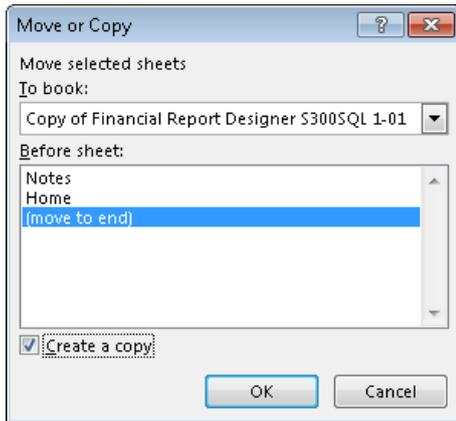 Move or Copy
?
Move selected sheets
To book:
Copy of Financial Report Designer S300SQL 1-01
Before sheet:
Notes
Home
(move to end)
Create a copy
OK Cancel